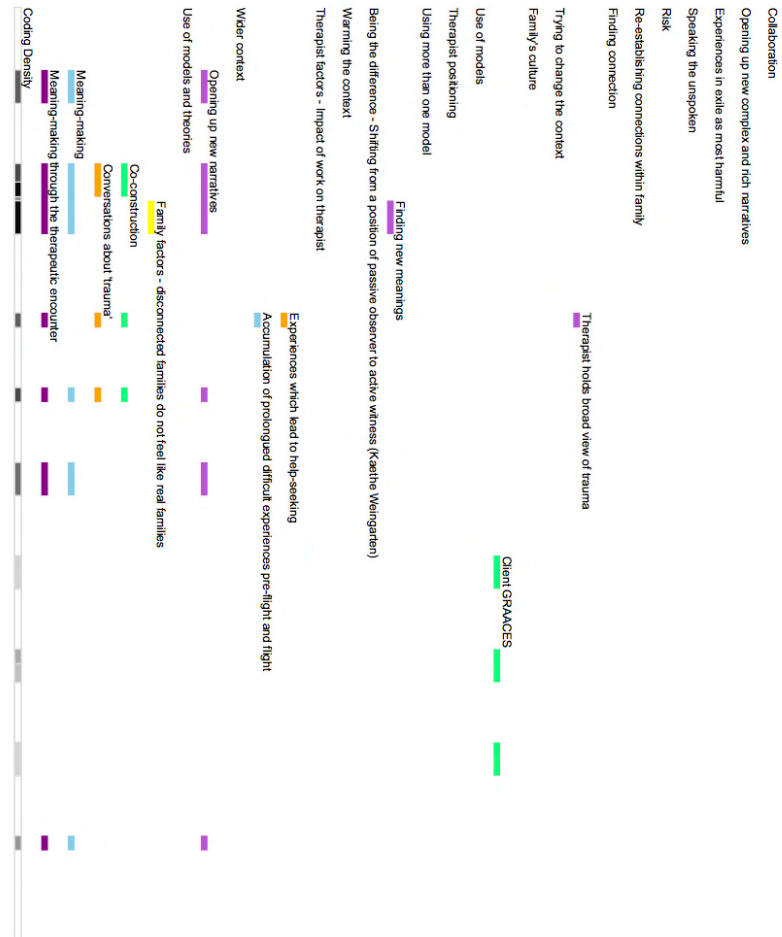 Coding Density
Meaning-making through the therapeutic encounter
Meaning-making
Conversations about 'trauma'
Co-construction
Family factors - disconnected families do not feel like real families
Use of models and theories
Opening up new narratives
Wider context
Accumulation of prolongued difficult experiences pre-flight and flight
Experiences which lead to help-seeking
Therapist factors - Impact of work on therapist
Warming the context
Being the difference - Shifting from a position of passive observer to active witness (Kaethe Weingarten)
Finding new meanings
Using more than one model
Therapist positioning
Use of models
Client GRAACES
Family's culture
Trying to change the context
Therapist holds broad view of trauma
Finding connection
Re-establishing connections within family
Risk
Speaking the unspoken
Experiences in exile as most harmful
Opening up new complex and rich narratives
Collaboration